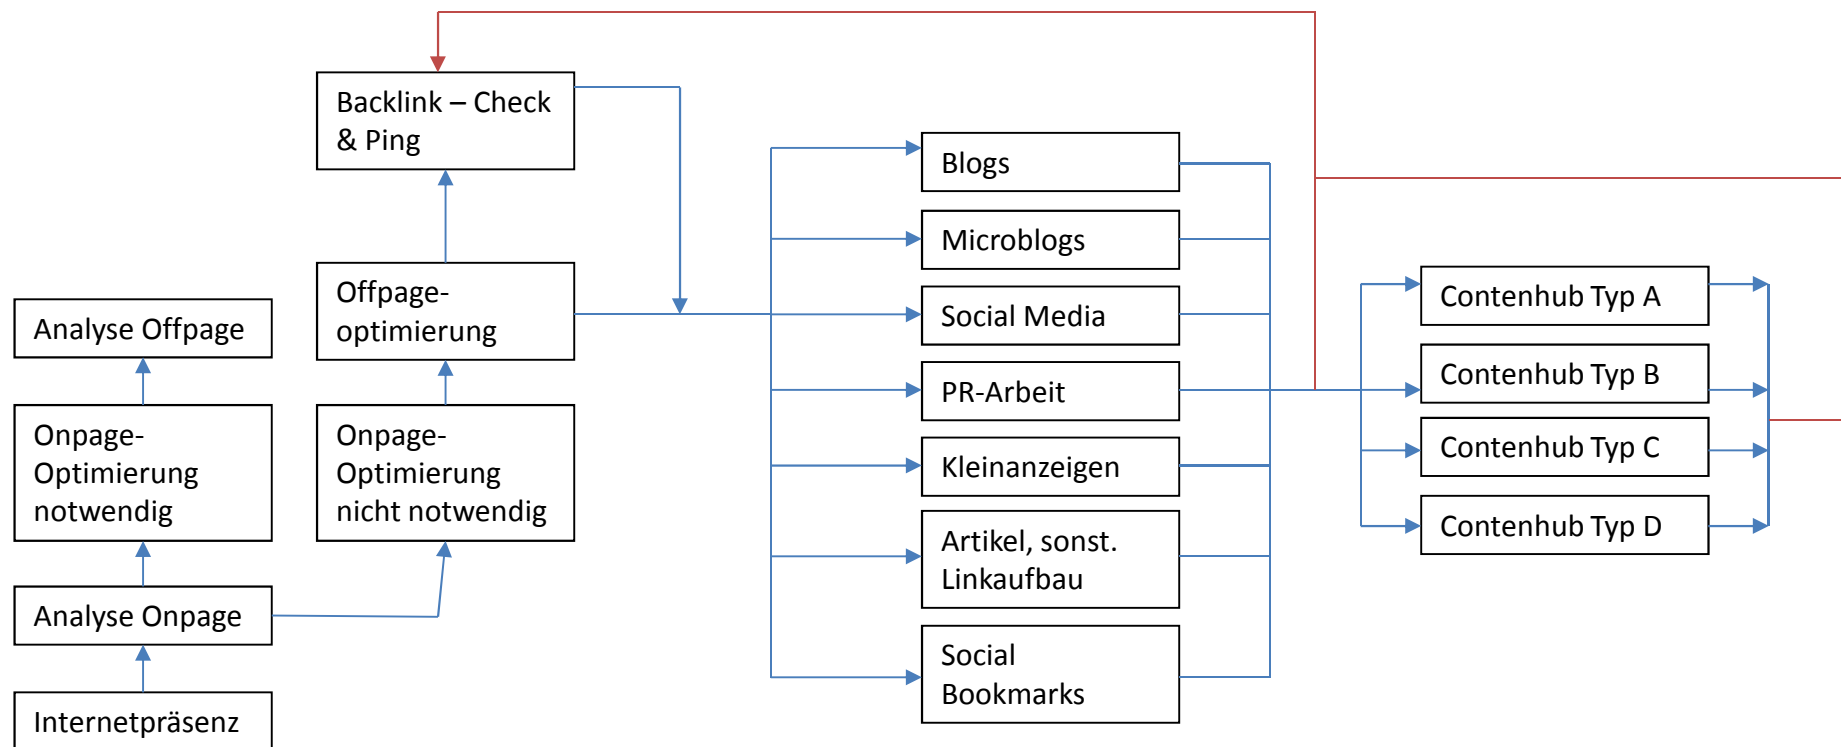 Backlink – Check
& Ping
Offpage-
optimierung
Analyse Offpage
Onpage-
Optimierung
notwendig
Onpage-
Optimierung
nicht notwendig
Analyse Onpage
Internetpräsenz
Blogs
Microblogs
Social Media
PR-Arbeit
Kleinanzeigen
Artikel, sonst.
Linkaufbau
Social
Bookmarks
Contenhub Typ A
Contenhub Typ B
Contenhub Typ C
Contenhub Typ D